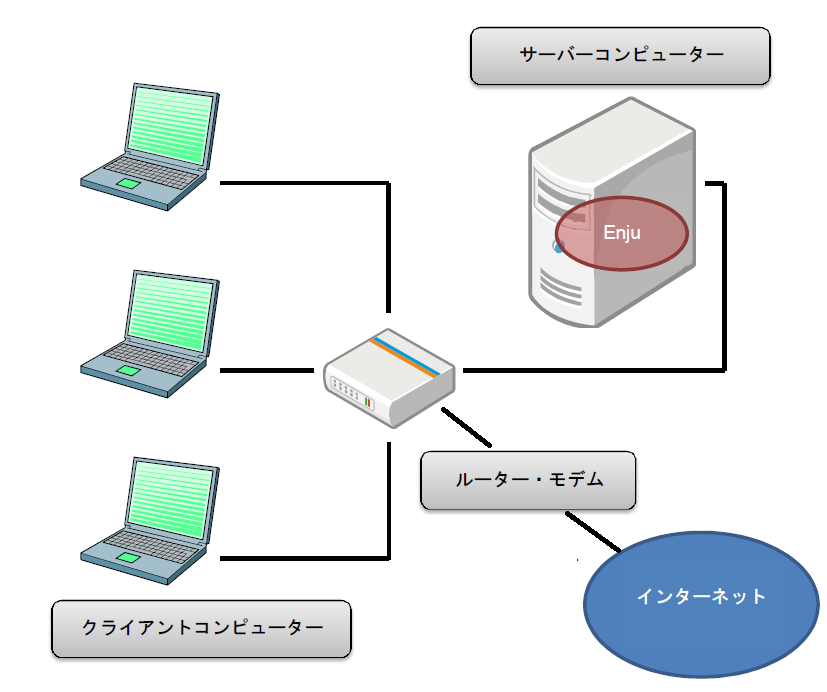 サーバーコンピューター
Enju
ルーター・モデム
インターネット
クライアントコンピューター